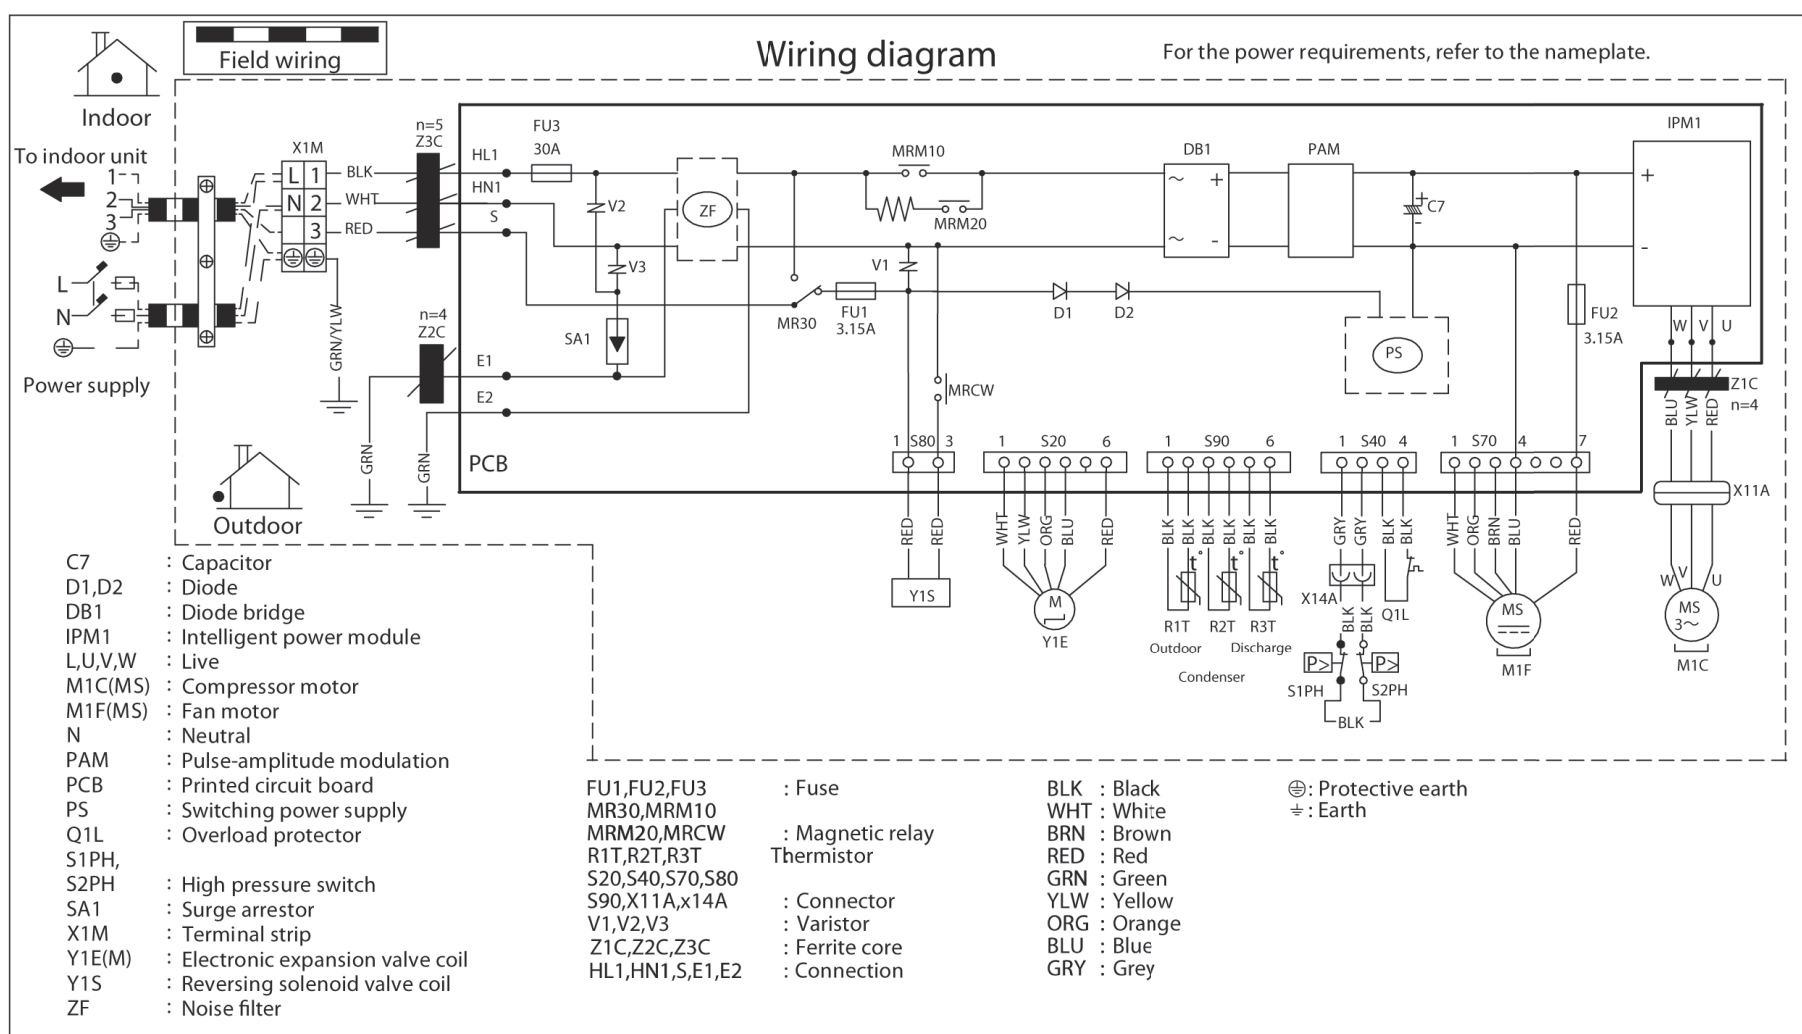 Field wiring
Wiring diagram
For the power requirements, refer to the nameplate.
Indoor
To indoor unit
1
2
3
L
N
Power supply
X1M
L 1
N 2
3
BLK
WHT
RED
GRN/YLW
n=5
Z3C
HL1
HN1
S
n=4
Z2C
E1
E2
GRN
GRN
PCB
FU3
30A
V2
V3
SA1
ZF
MRM10
MRM20
MR30
FU1
3.15A
V1
D1
D2
MRCW
DB1
~ +
~ -
PAM
C7
+
-
PS
IPM1
+
-
FU2
3.15A
W V U
Z1C
n=4
BLU
YLW
RED
X11A
W V U
MS
3~
M1C
1 S80 3
RED
RED
Y1S
1 S20 6
WHT
YLW
ORG
BLU
RED
M
Y1E
1 S90 6
BLK
BLK
BLK
BLK
BLK
BLK
t°
t°
t°
R1T
R2T
R3T
Outdoor
Discharge
Condenser
1 S40 4
GRY
GRY
BLK
BLK
X14A
Q1L
BLK
BLK
P>
P>
S1PH
S2PH
BLK
1 S70 4 7
WHT
ORG
BRN
BLU
RED
MS
M1F
Outdoor
C7 : Capacitor
D1,D2 : Diode
DB1 : Diode bridge
IPM1 : Intelligent power module
L,U,V,W : Live
M1C(MS) : Compressor motor
M1F(MS) : Fan motor
N : Neutral
PAM : Pulse-amplitude modulation
PCB : Printed circuit board
PS : Switching power supply
Q1L : Overload protector
S1PH,
S2PH : High pressure switch
SA1 : Surge arrestor
X1M : Terminal strip
Y1E(M) : Electronic expansion valve coil
Y1S : Reversing solenoid valve coil
ZF : Noise filter
FU1,FU2,FU3 : Fuse
MR30,MRM10
MRM20,MRCW : Magnetic relay
R1T,R2T,R3T : Thermistor
S20,S40,S70,S80
S90,X11A,x14A : Connector
V1,V2,V3 : Varistor
Z1C,Z2C,Z3C : Ferrite core
HL1,HN1,S,E1,E2 : Connection
BLK : Black
WHT : White
BRN : Brown
RED : Red
GRN : Green
YLW : Yellow
ORG : Orange
BLU : Blue
GRY : Grey
: Protective earth
: Earth